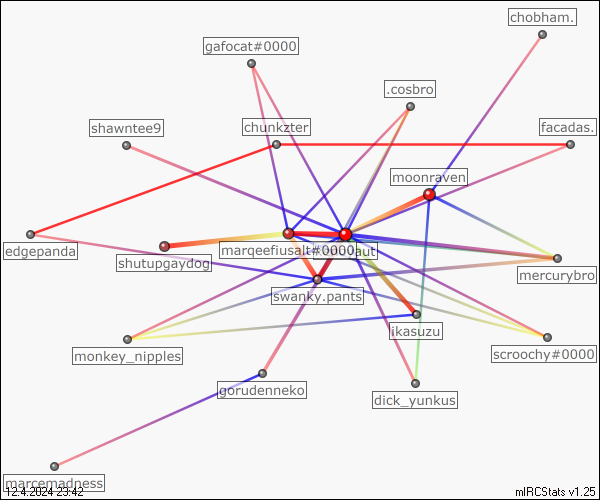 chobham.
gafocat#0000
.cosbro
shawntee9
chunkzter
facadas.
moonraven
edgepanda
shutupgaydog
marqeefiusalt#0000
aut
mercurybro
swanky.pants
ikasuzu
monkey_nipples
scroochy#0000
gorudenneko
dick_yunkus
marcemadness
12.4.2024 23:42
mIRCStats v1.25